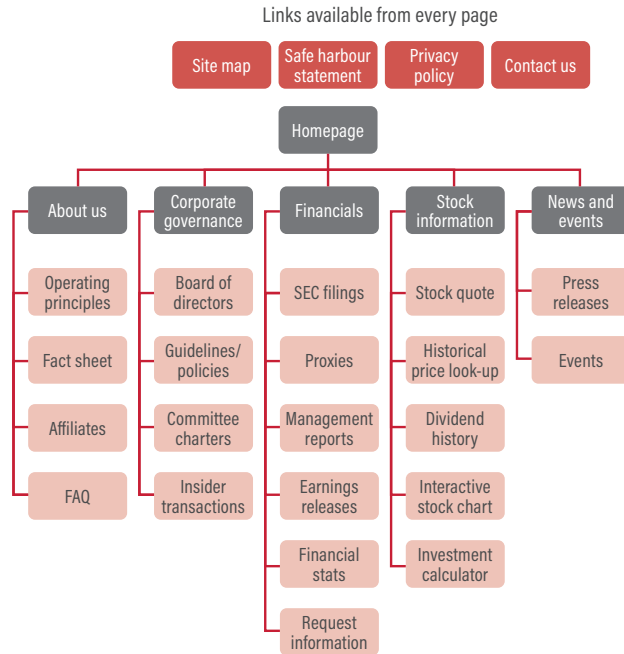 Links available from every page
Site map
Safe harbour
statement
Privacy
policy
Contact us
Homepage
About us
Corporate
governance
Financials
Stock
information
News and
events
Operating
principles
Board of
directors
SEC filings
Stock quote
Press
releases
Fact sheet
Guidelines/
policies
Proxies
Historical
price look-up
Events
Affiliates
Committee
charters
Management
reports
Dividend
history
FAQ
Insider
transactions
Earnings
releases
Interactive
stock chart
Financial
stats
Investment
calculator
Request
information